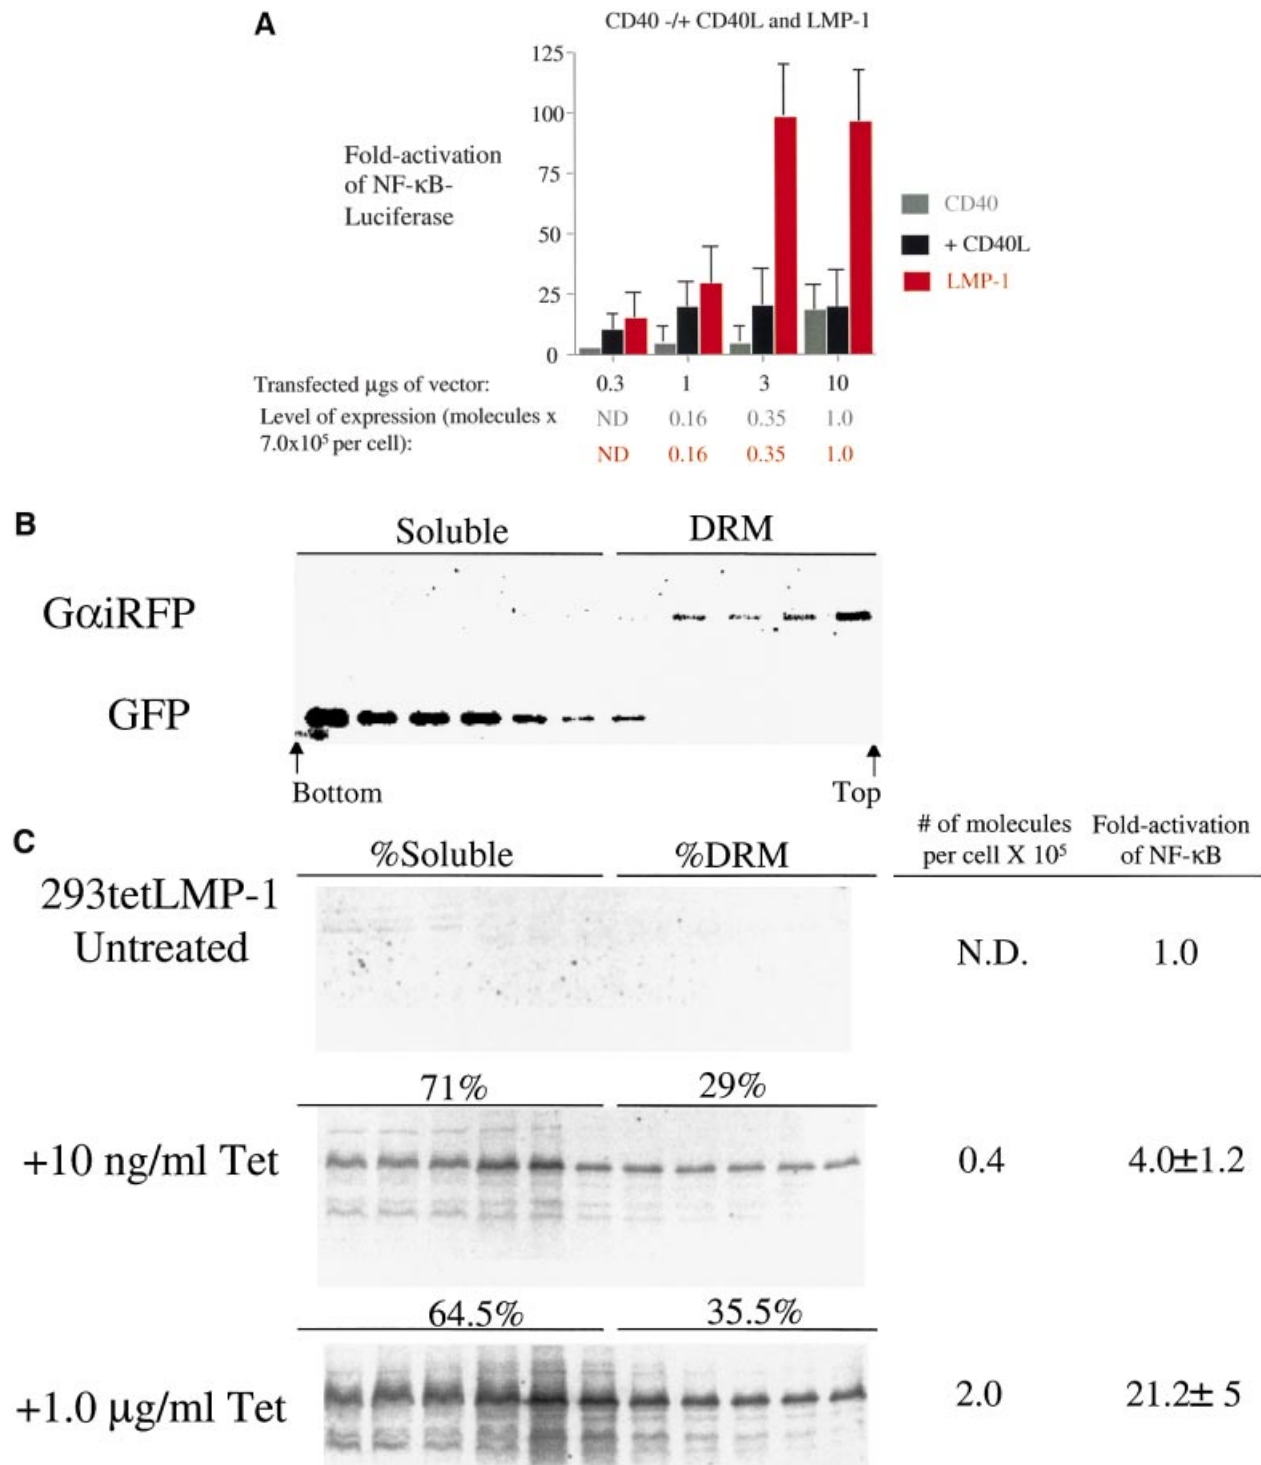 A
CD40 -/+ CD40L and LMP-1
125
100
75
50
25
0
Fold-activation
of NF-κB-
Luciferase
CD40
+ CD40L
LMP-1
Transfected μgs of vector: 0.3 1 3 10
Level of expression (molecules x ND 0.16 0.35 1.0
7.0x10⁵ per cell): ND 0.16 0.35 1.0
B
Soluble DRM
GαiRFP
GFP
Bottom Top
C
%Soluble %DRM
# of molecules
per cell X 10⁵
Fold-activation
of NF-κB
293tetLMP-1
Untreated
N.D. 1.0
71% 29%
+10 ng/ml Tet 0.4 4.0±1.2
64.5% 35.5%
+1.0 μg/ml Tet 2.0 21.2± 5